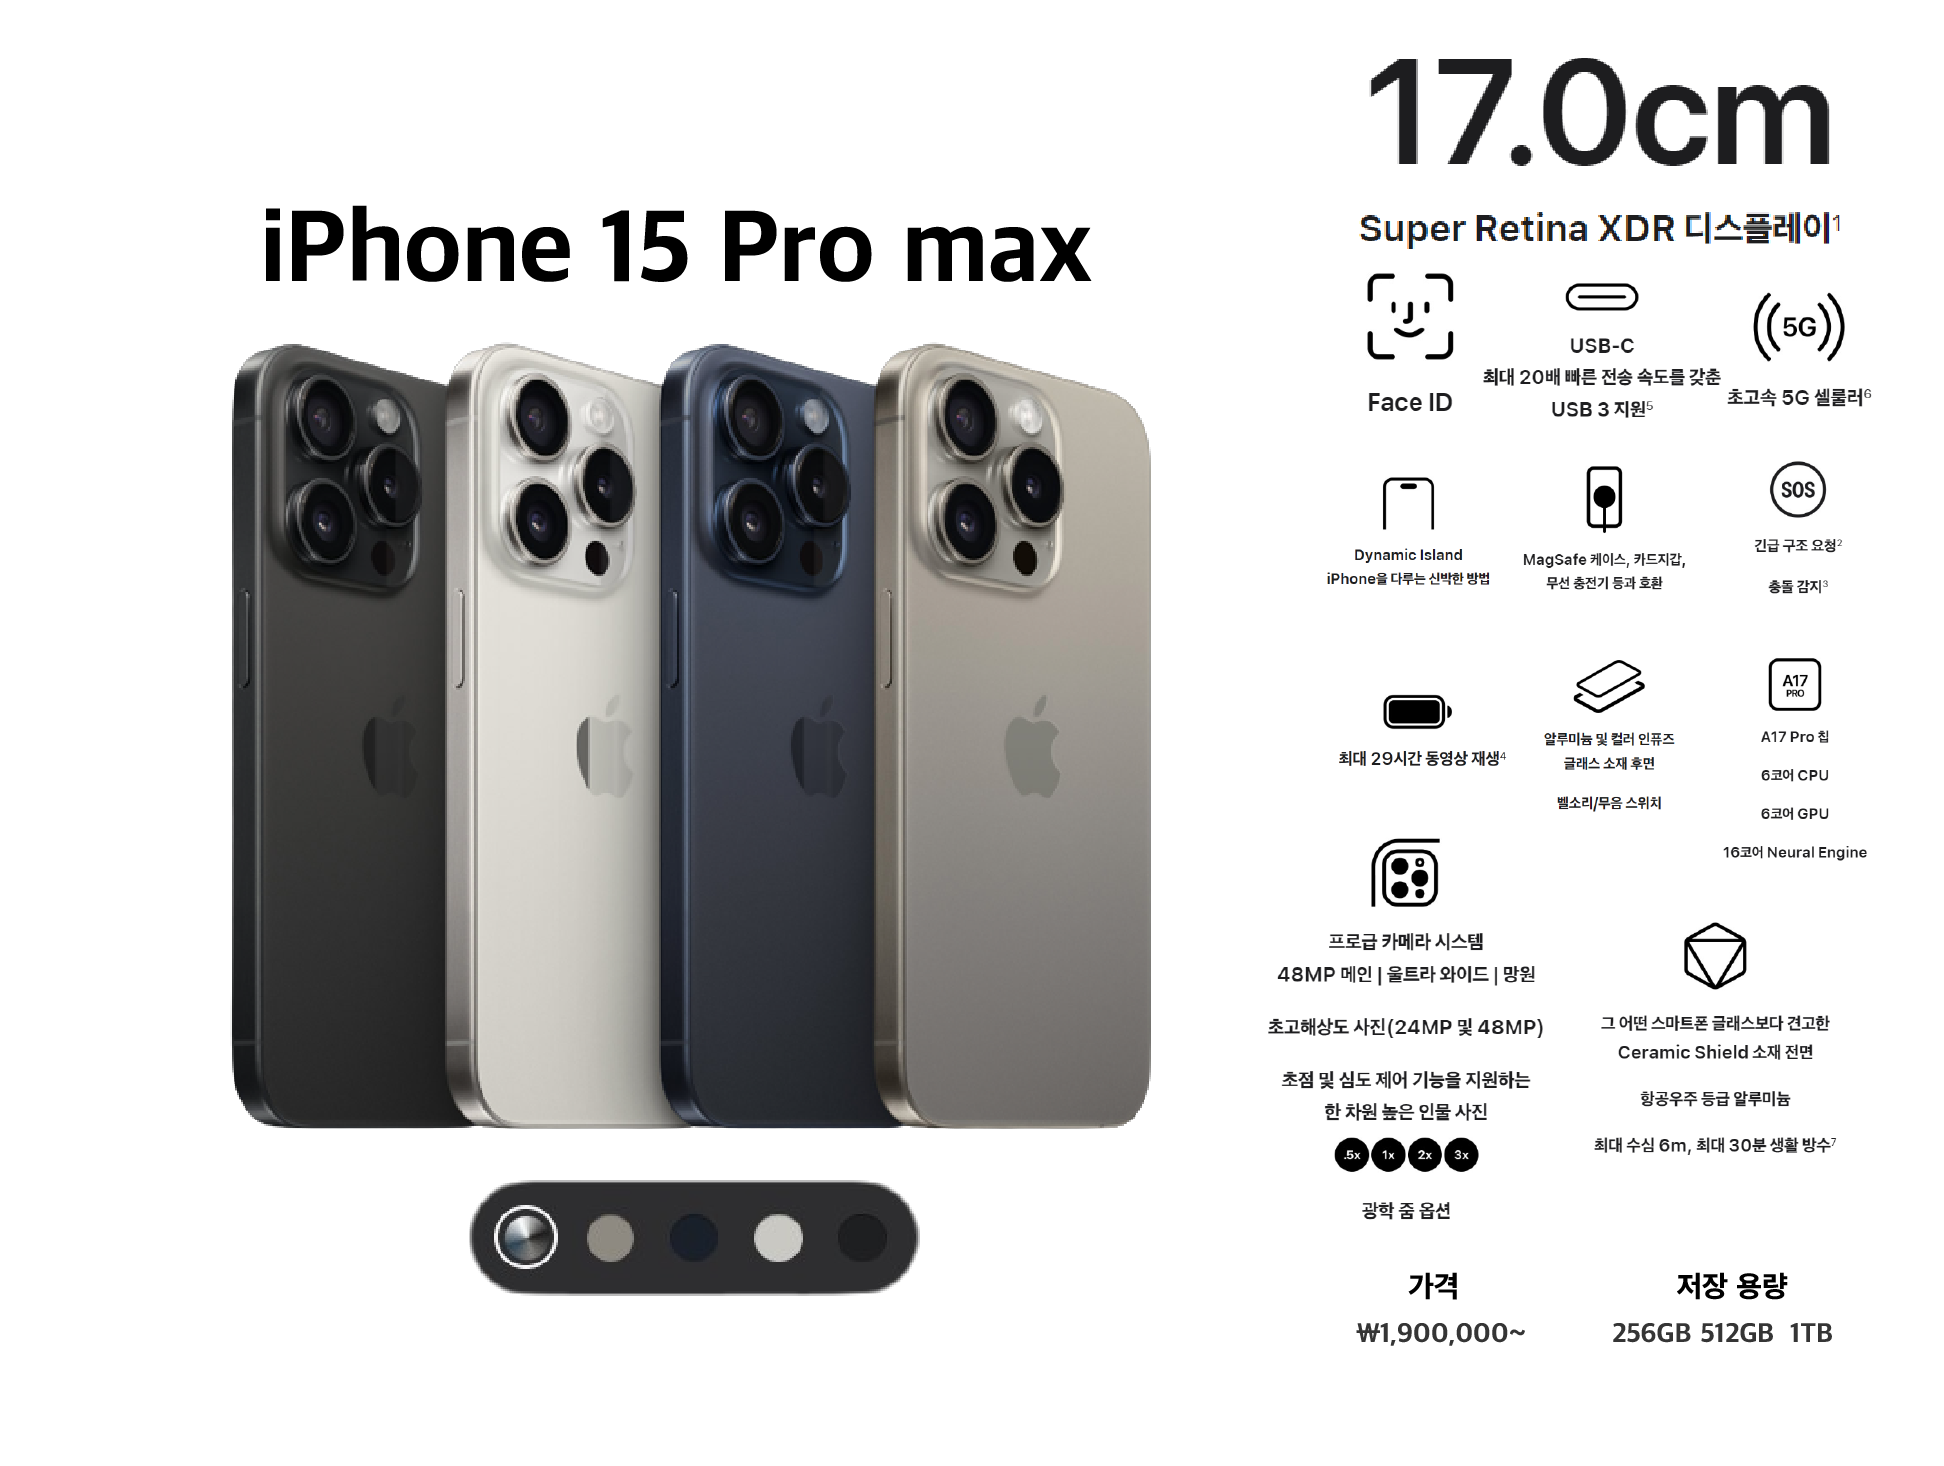 iPhone 15 Pro max
17.0cm
Super Retina XDR 디스플레이1
Face ID
USB-C
최대 20배 빠른 전송 속도를 갖춘
USB 3 지원5
5G
초고속 5G 셀룰러6
Dynamic Island
iPhone을 다루는 신박한 방법
MagSafe 케이스, 카드지갑,
무선 충전기 등과 호환
SOS
긴급 구조 요청2
충돌 감지3
최대 29시간 동영상 재생4
알루미늄 및 컬러 인퓨즈
글래스 소재 후면
벨소리/무음 스위치
A17
PRO
A17 Pro 칩
6코어 CPU
6코어 GPU
16코어 Neural Engine
프로급 카메라 시스템
48MP 메인 | 울트라 와이드 | 망원
초고해상도 사진(24MP 및 48MP)
초점 및 심도 제어 기능을 지원하는
한 차원 높은 인물 사진
.5x 1x 2x 3x
광학 줌 옵션
그 어떤 스마트폰 글래스보다 견고한
Ceramic Shield 소재 전면
항공우주 등급 알루미늄
최대 수심 6m, 최대 30분 생활 방수7
가격
₩1,900,000~
저장 용량
256GB 512GB 1TB